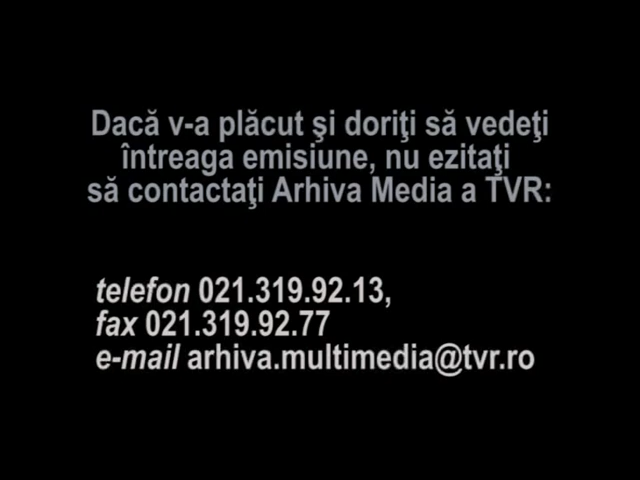 Dacă v-a plăcut şi doriţi să vedeţi
întreaga emisiune, nu ezitaţi
să contactaţi Arhiva Media a TVR:
telefon 021.319.92.13,
fax 021.319.92.77
e-mail arhiva.multimedia@tvr.ro